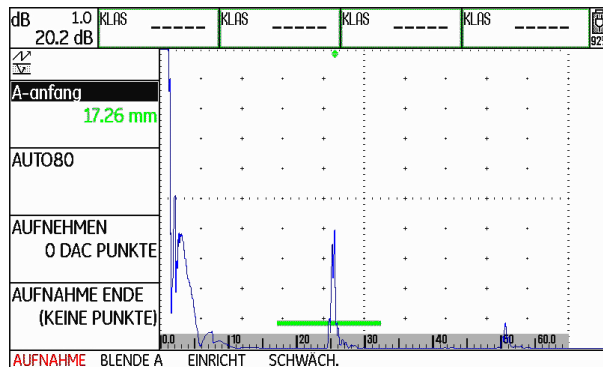 dB 1.0 KLAS ----- KLAS ----- KLAS ----- KLAS -----
20.2 dB
92%
A-anfang
17.26 mm
AUTO80
AUFNEHMEN
0 DAC PUNKTE
AUFNAHME ENDE
(KEINE PUNKTE)
0.0 10 20 30 40 50 60.0
AUFNAHME BLENDE A EINRICHT SCHWÄCH.